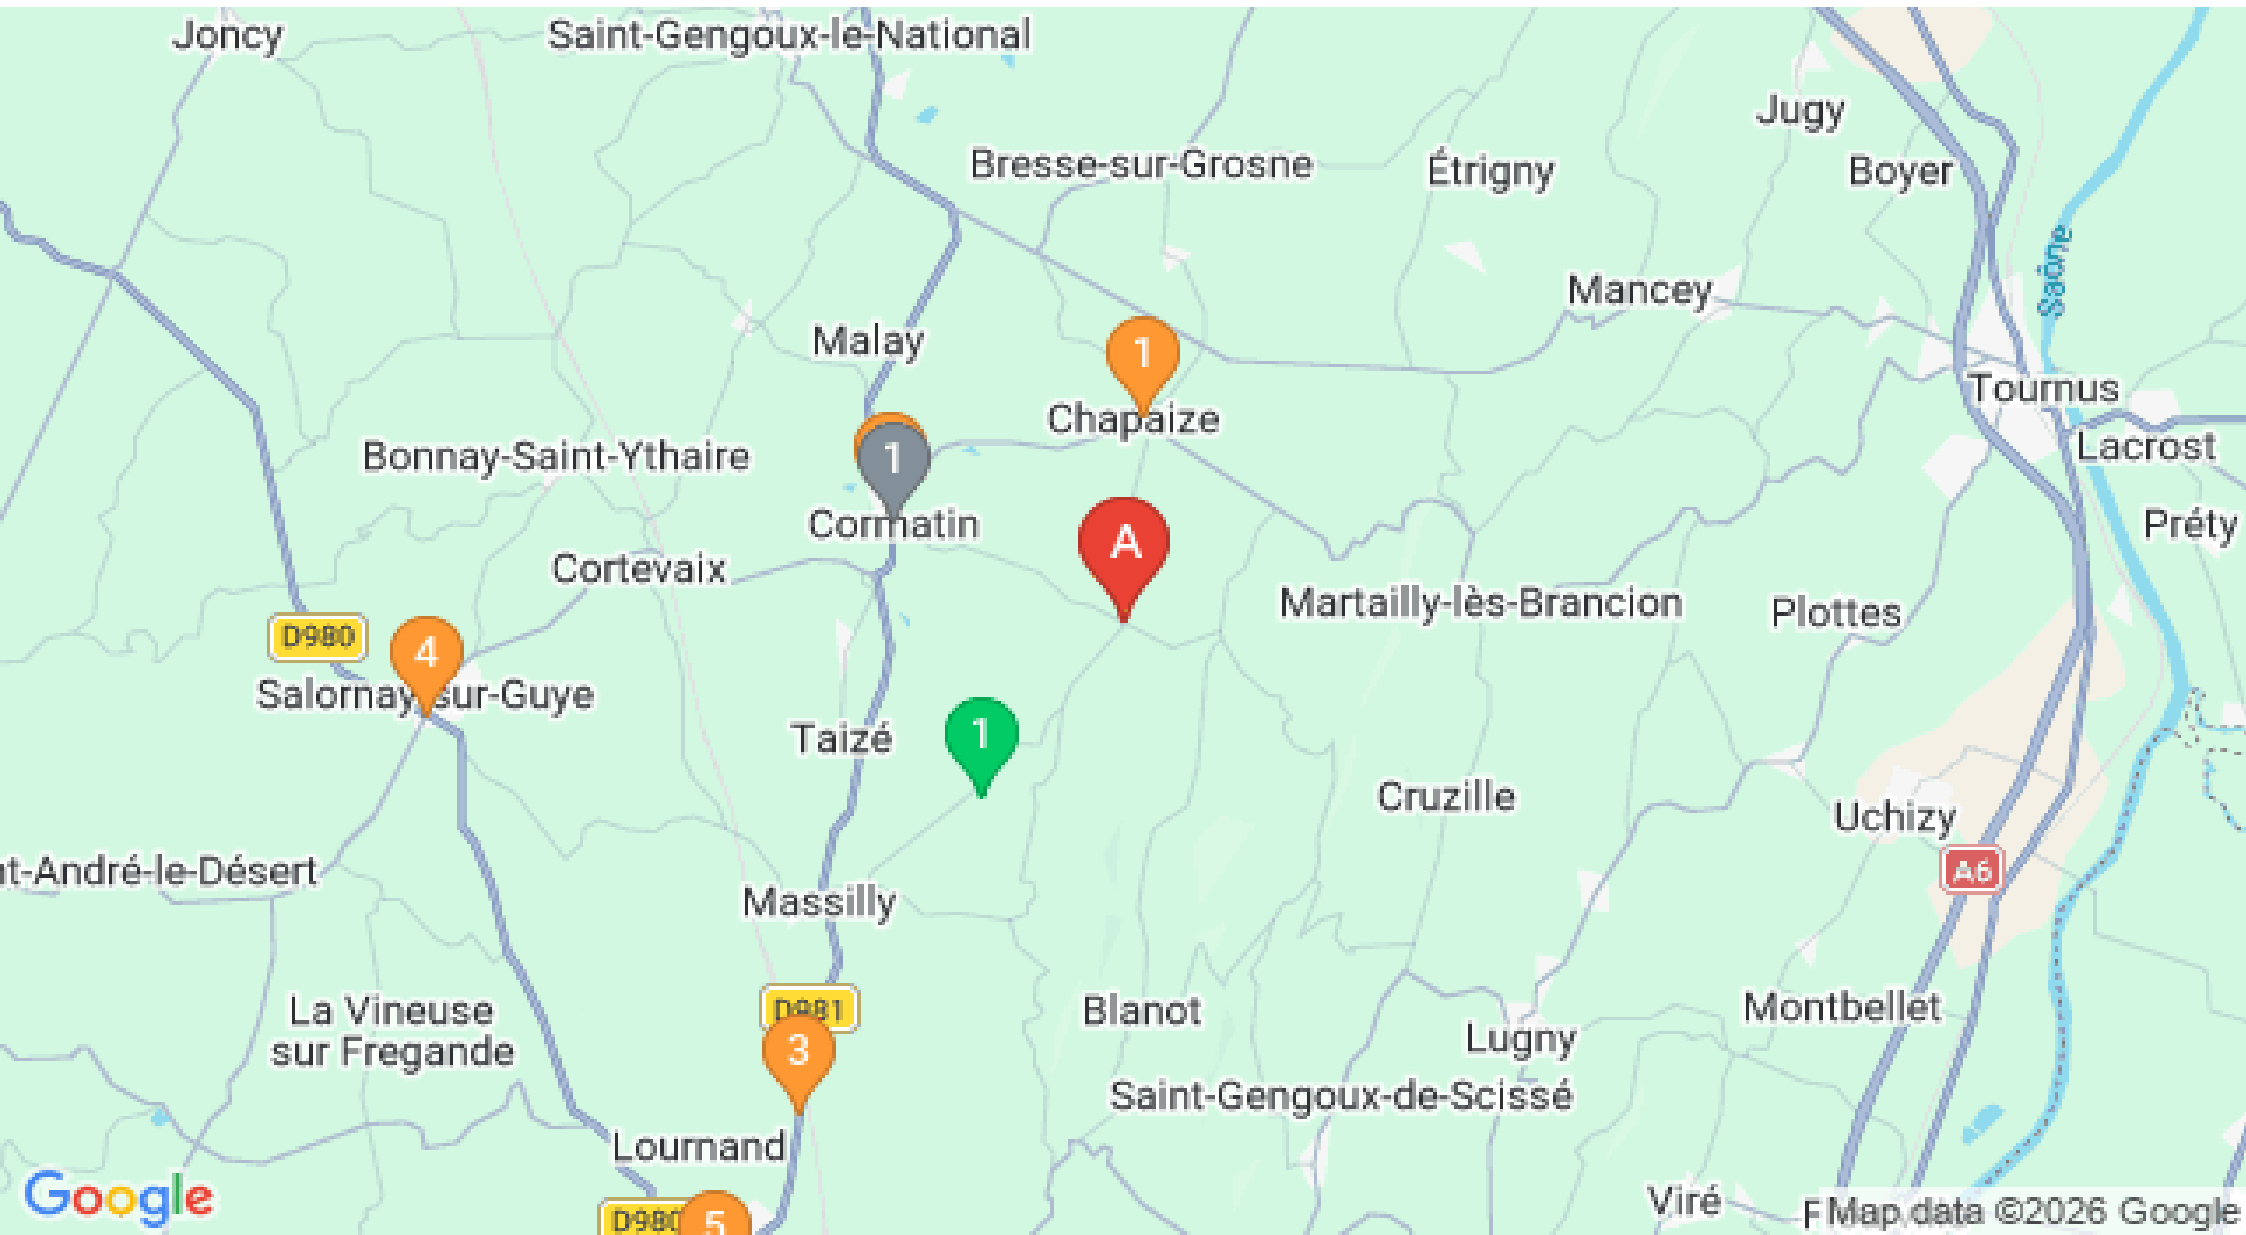 Joncy
Saint-Gengoux-le-National
Jugy
Bresse-sur-Grosne
Étrigny
Boyer
Saône
Mancey
Malay
1
Chapaize
Tournus
Bonnay-Saint-Ythaire
1
Lacrost
Cormatin
Préty
A
Cortevaix
Martailly-lès-Brancion
Plottes
D980
4
Salornay-sur-Guye
Taizé
1
Cruzille
Uchizy
nt-André-le-Désert
A6
Massilly
La Vineuse
sur Fregande
D981
Blanot
Montbellet
Lugny
3
Saint-Gengoux-de-Scissé
Lournand
Google
Viré
D980
5
Map data ©2026 Google